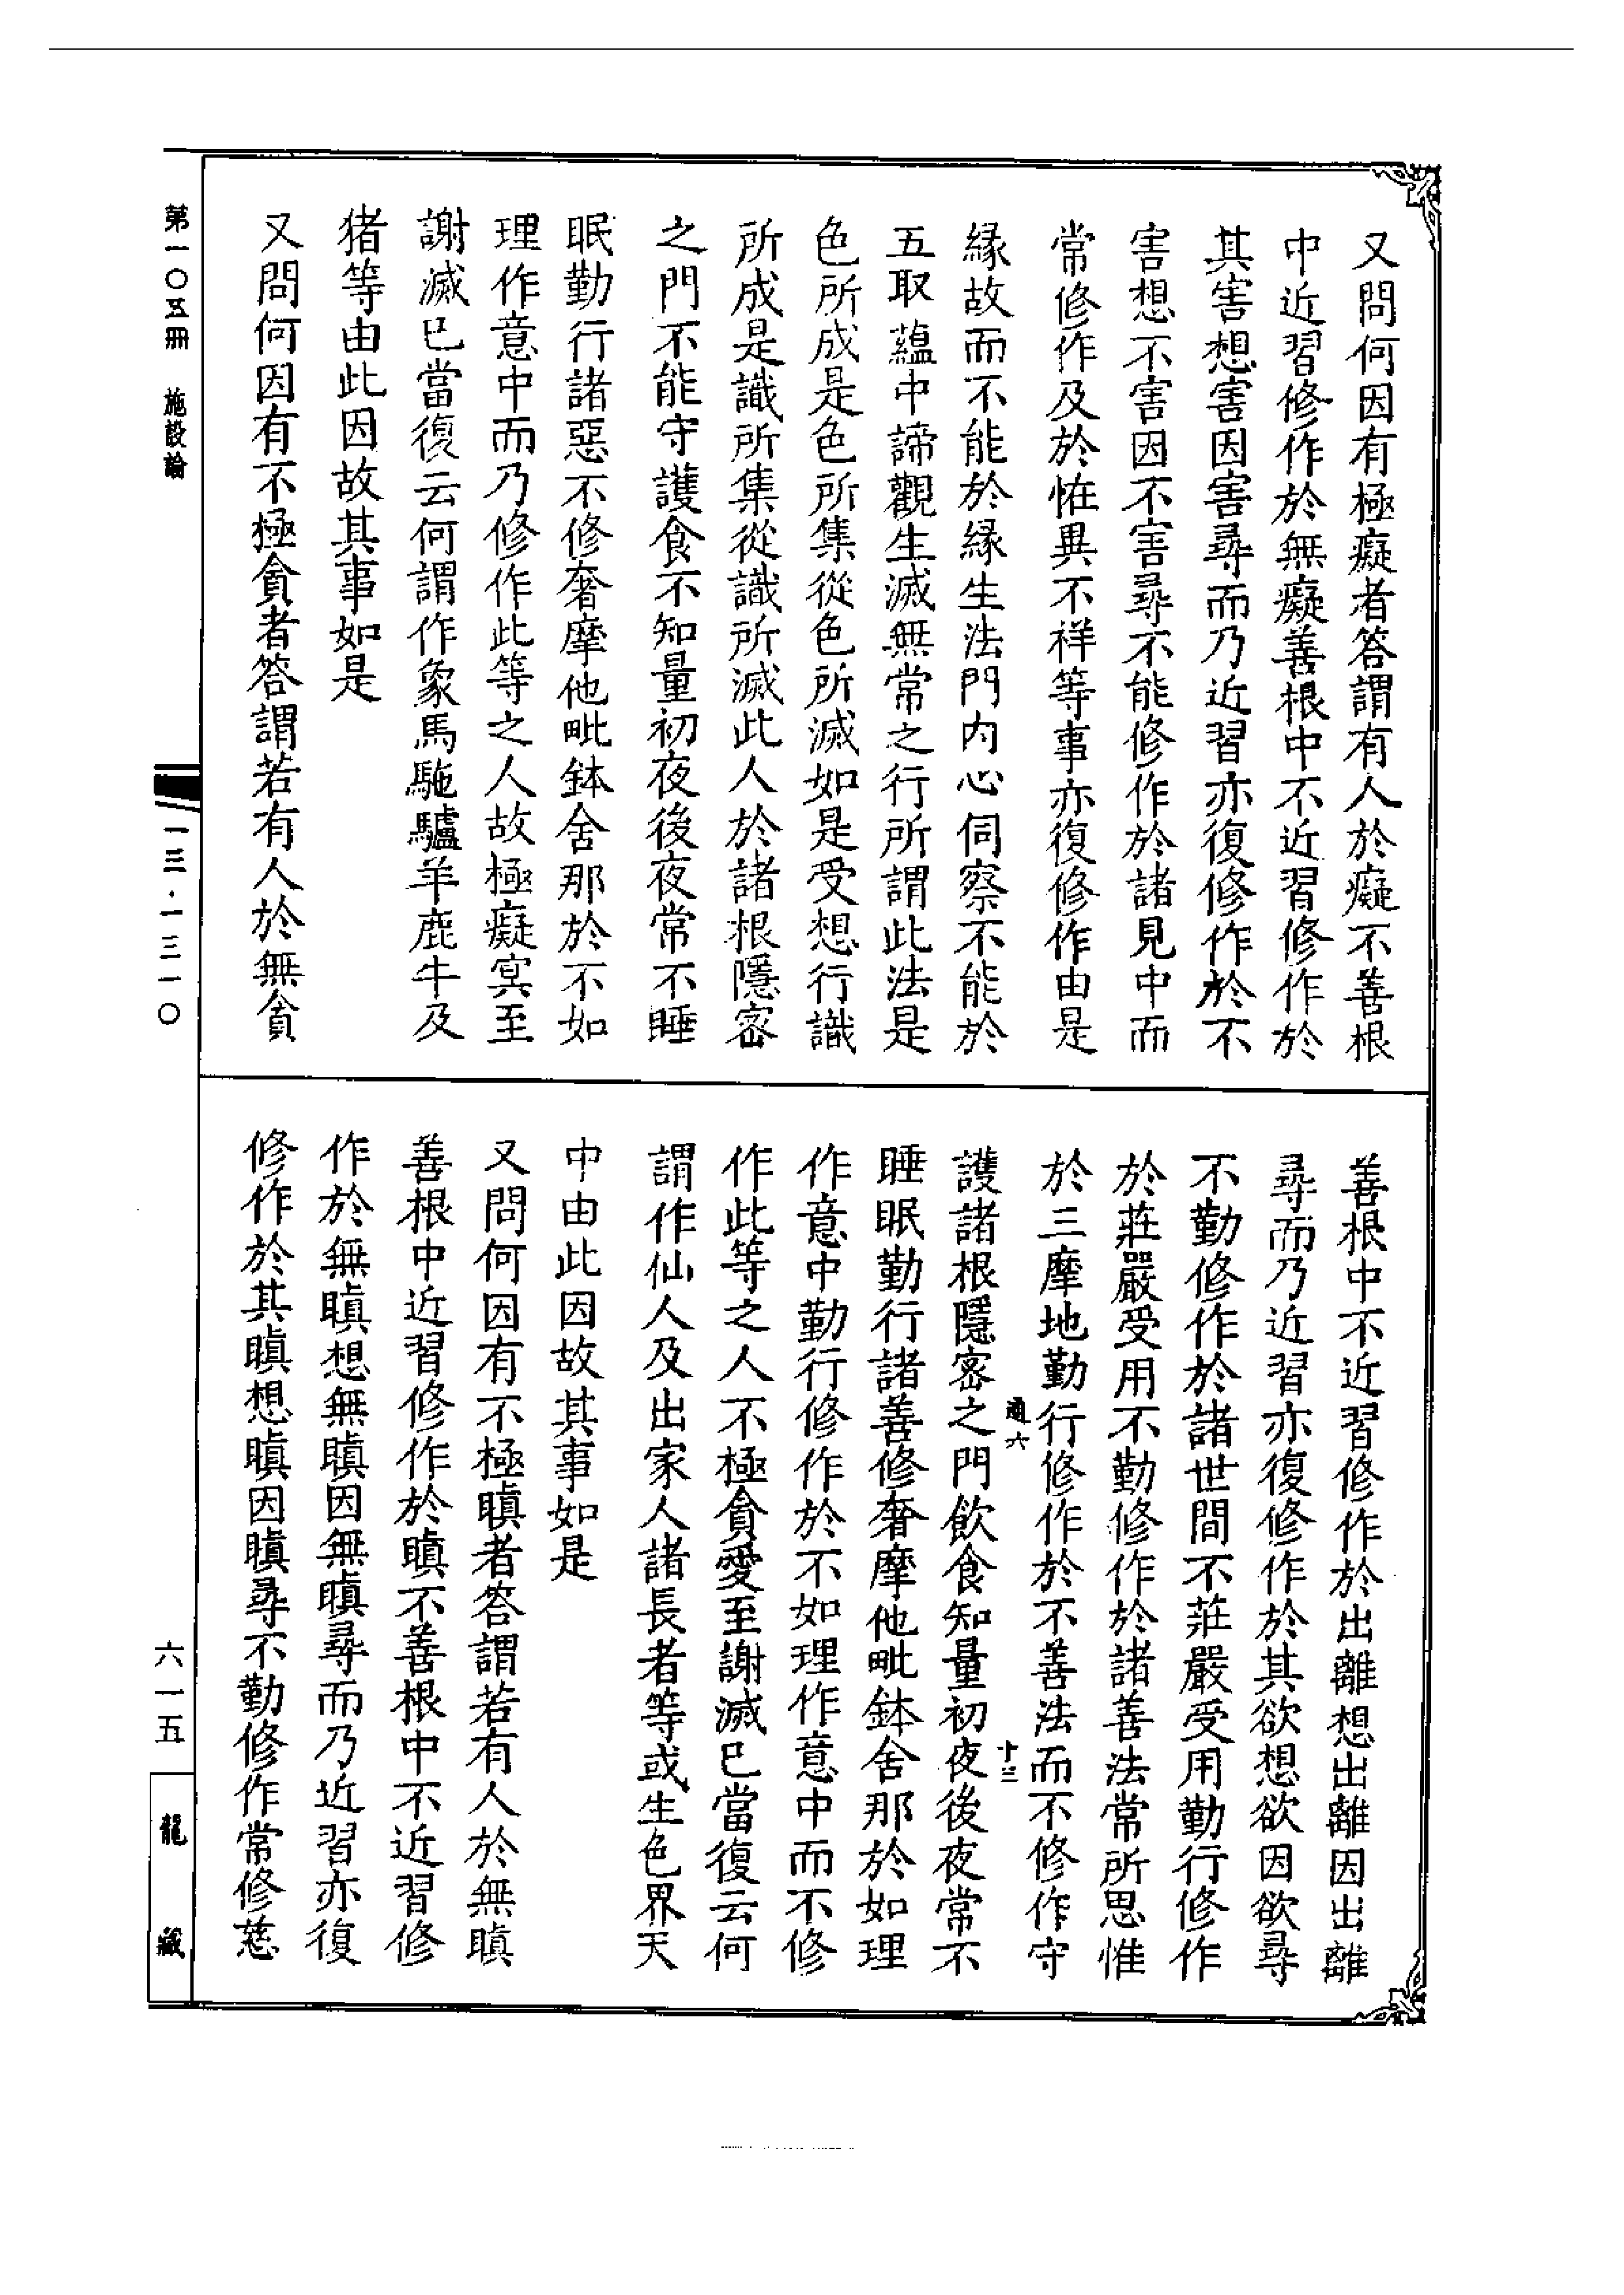 又問何因有極癡者答謂有人於癡不善根
中近習修作於無癡善根中不近習修作於
其害想害因害尋而乃近習亦復修作於不
害想不害因不害尋不能修作於諸見中而
常修作及於恠異不祥等事亦復修作由是
緣故而不能於緣生法門內心伺察不能於
五取蘊中諦觀生滅無常之行所謂此法是
色所成是色所集從色所滅如是受想行識
所成是識所集從識所滅此人於諸根隱密
之門不能守護食不知量初夜後夜常不睡
眠勤行諸惡不修奢摩他毗鉢舍那於不如
理作意中而乃修作此等之人故極癡冥至
謝滅已當復云何謂作象馬駞驢羊鹿牛及
猪等由此因故其事如是
又問何因有不極貪者答謂若有人於無貪
善根中不近習修作於出離想出離因出離
尋而乃近習亦復修作於其欲想欲因欲尋
不勤修作於諸世間不莊嚴受用勤行修作
於莊嚴受用不勤修作於諸善法常所思惟
於三摩地勤行修作於不善法而不修作守
通六
十三
護諸根隱密之門飲食知量初夜後夜常不
睡眠勤行諸善修奢摩他毗鉢舍那於如理
作意中勤行修作於不如理作意中而不修
作此等之人不極貪愛至謝滅已當復云何
謂作仙人及出家人諸長者等或生色界天
中由此因故其事如是
又問何因有不極瞋者答謂若有人於無瞋
善根中近習修作於瞋不善根中不近習修
作於無瞋想無瞋因無瞋尋而乃近習亦復
修作於其瞋想瞋因瞋尋不勤修作常修慈
第一〇五冊 施設論
一三·一三一〇
六一五
龍藏